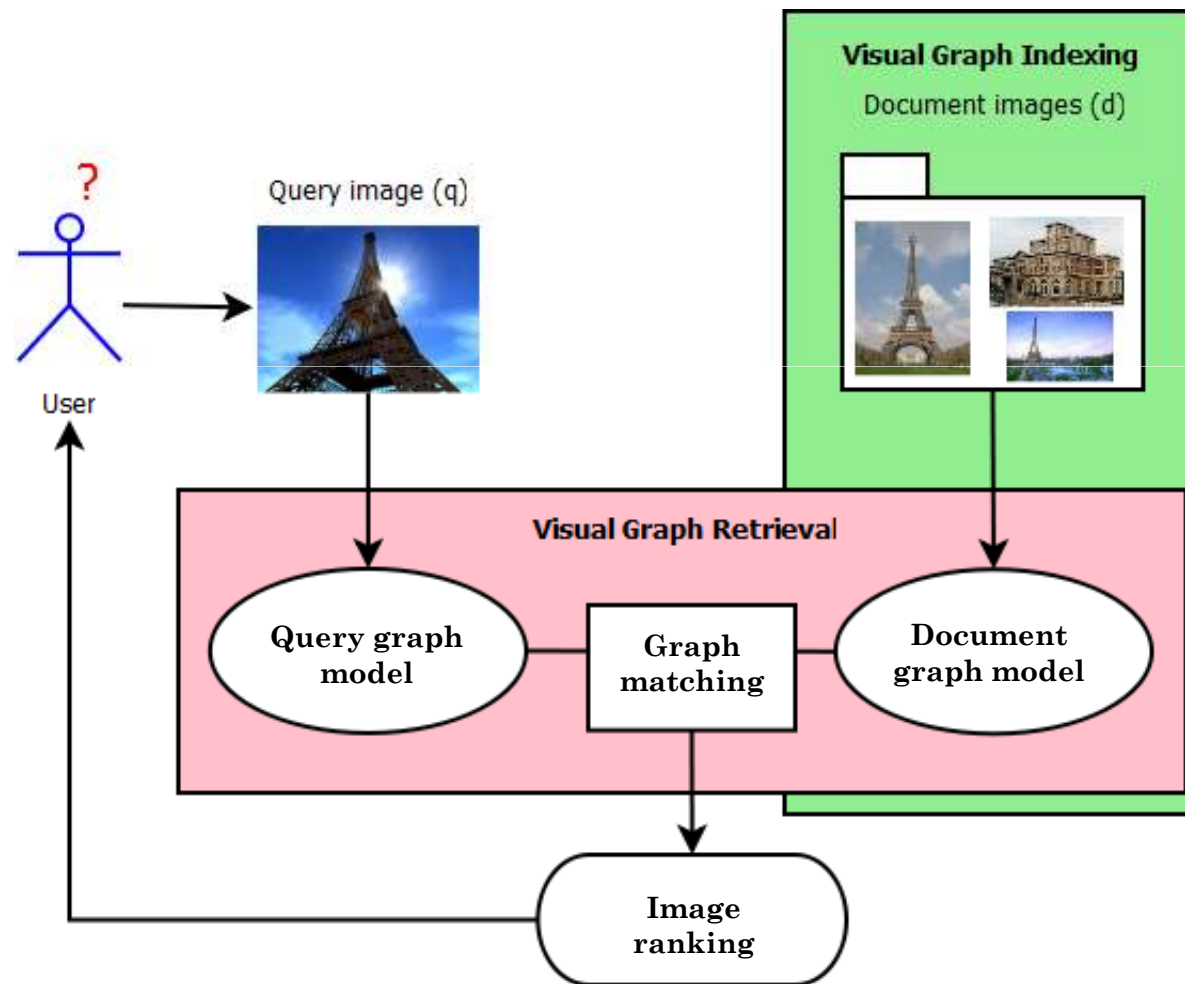 Visual Graph Indexing
Document images (d)
?
Query image (q)
User
Visual Graph Retrieval
Query graph
model
Graph
matching
Document
graph model
Image
ranking